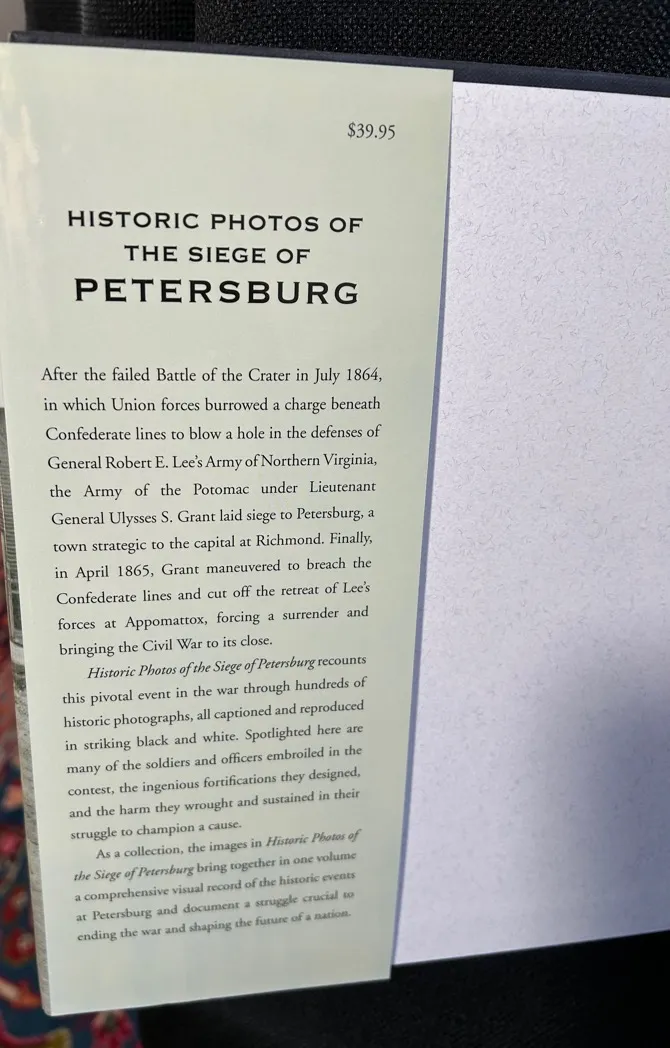 $39.95
HISTORIC PHOTOS OF
THE SIEGE OF
PETERSBURG
After the failed Battle of the Crater in July 1864,
in which Union forces burrowed a charge beneath
Confederate lines to blow a hole in the defenses of
General Robert E. Lee's Army of Northern Virginia,
the Army of the Potomac under Lieutenant
General Ulysses S. Grant laid siege to Petersburg, a
town strategic to the capital at Richmond. Finally,
in April 1865, Grant maneuvered to breach the
Confederate lines and cut off the retreat of Lee's
forces at Appomattox, forcing a surrender and
bringing the Civil War to its close.
Historic Photos of the Siege of Petersburg recounts
this pivotal event in the war through hundreds of
historic photographs, all captioned and reproduced
in striking black and white. Spotlighted here are
many of the soldiers and officers embroiled in the
contest, the ingenious fortifications they designed,
and the harm they wrought and sustained in their
struggle to champion a cause.
As a collection, the images in Historic Photos of
the Siege of Petersburg bring together in one volume
a comprehensive visual record of the historic events
at Petersburg and document a struggle crucial to
ending the war and shaping the future of a nation.